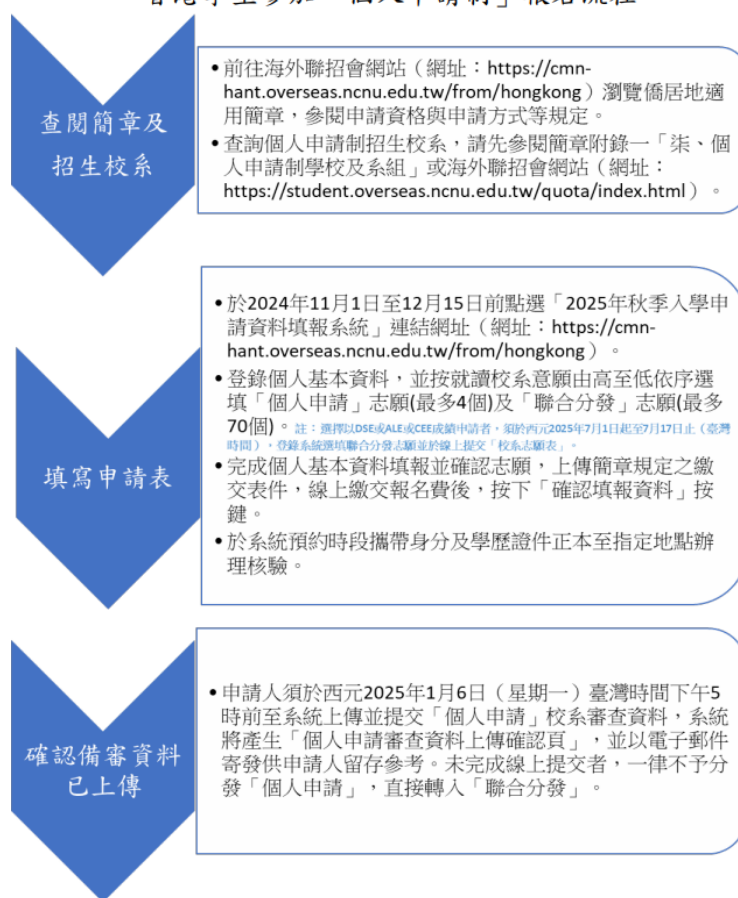 查閱簡章及
招生校系
•前往海外聯招會網站（網址：https://cmn-
hant.overseas.ncnu.edu.tw/from/hongkong）瀏覽僑居地適
用簡章，參閱申請資格與申請方式等規定。
•查詢個人申請制招生校系，請先參閱簡章附錄一「柒、個
人申請制學校及系組」或海外聯招會網站（網址：
https://student.overseas.ncnu.edu.tw/quota/index.html）。
填寫申請表
•於2024年11月1日至12月15日前點選「2025年秋季入學申
請資料填報系統」連結網址（網址：https://cmn-
hant.overseas.ncnu.edu.tw/from/hongkong）。
•登錄個人基本資料，並按就讀校系意願由高至低依序選
填「個人申請」志願(最多4個)及「聯合分發」志願(最多
70個)。註：選擇以DSE或ALE或CEE成績申請者，須於西元2025年7月1日起至7月17日止（臺灣
時間），登錄系統選填聯合分發志願並於線上提交「校系志願表」。
•完成個人基本資料填報並確認志願，上傳簡章規定之繳
交表件，線上繳交報名費後，按下「確認填報資料」按
鍵。
•於系統預約時段攜帶身分及學歷證件正本至指定地點辦
理核驗。
確認備審資料
已上傳
•申請人須於西元2025年1月6日（星期一）臺灣時間下午5
時前至系統上傳並提交「個人申請」校系審查資料，系統
將產生「個人申請審查資料上傳確認頁」，並以電子郵件
寄發供申請人留存參考。未完成線上提交者，一律不予分
發「個人申請」，直接轉入「聯合分發」。